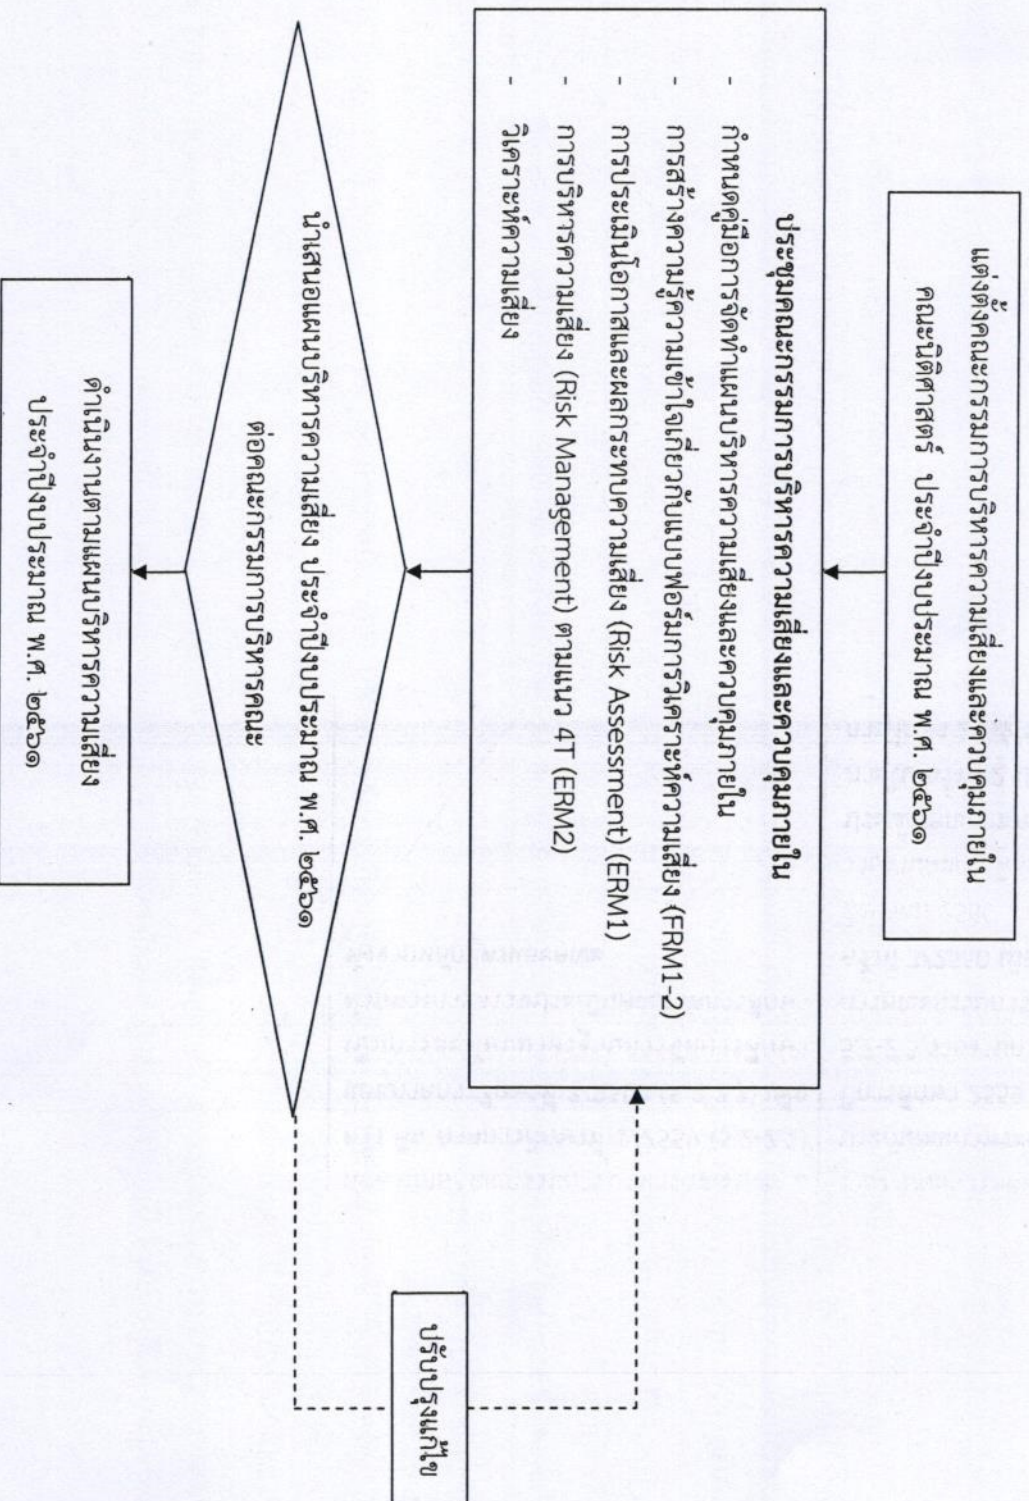 แต่งตั้งคณะกรรมการบริหารความเสี่ยงและควบคุมภายใน
คณะนิติศาสตร์ ประจำปีงบประมาณ พ.ศ. ๒๕๖๑
ประชุมคณะกรรมการบริหารความเสี่ยงและควบคุมภายใน
- กำหนดคู่มือการจัดทำแผนบริหารความเสี่ยงและควบคุมภายใน
- การสร้างความรู้ความเข้าใจเกี่ยวกับแบบฟอร์มการวิเคราะห์ความเสี่ยง (FRM1-2)
- การประเมินโอกาสและผลกระทบความเสี่ยง (Risk Assessment) (ERM1)
- การบริหารความเสี่ยง (Risk Management) ตามแนว 4T (ERM2)
- วิเคราะห์ความเสี่ยง
นำเสนอแผนบริหารความเสี่ยง ประจำปีงบประมาณ พ.ศ. ๒๕๖๑
ต่อคณะกรรมการบริหารคณะ
ปรับปรุงแก้ไข
ดำเนินงานตามแผนบริหารความเสี่ยง
ประจำปีงบประมาณ พ.ศ. ๒๕๖๑